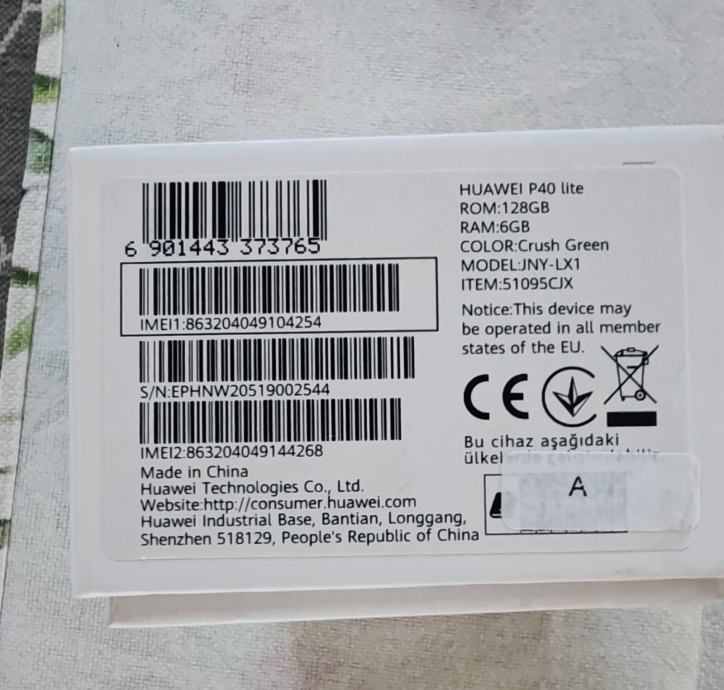 6 901443 373765
IMEI1:863204049104254
S/N:EPHNW20519002544
IMEI2:863204049144268
Made in China
Huawei Technologies Co., Ltd.
Website:http://consumer.huawei.com
Huawei Industrial Base, Bantian, Longgang,
Shenzhen 518129, People's Republic of China
HUAWEI P40 lite
ROM:128GB
RAM:6GB
COLOR:Crush Green
MODEL:JNY-LX1
ITEM:51095CJX
Notice:This device may
be operated in all member
states of the EU.
CE
Bu cihaz aşağıdaki
A